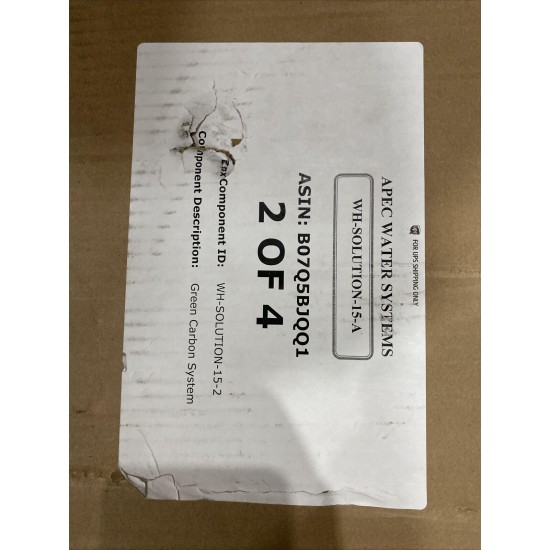 FOR UPS SHIPPING ONLY
APEC WATER SYSTEMS
WH-SOLUTION-15-A
ASIN: B07Q5BJQQ1
2 OF 4
Component ID: WH-SOLUTION-15-2
Component Description: Green Carbon System